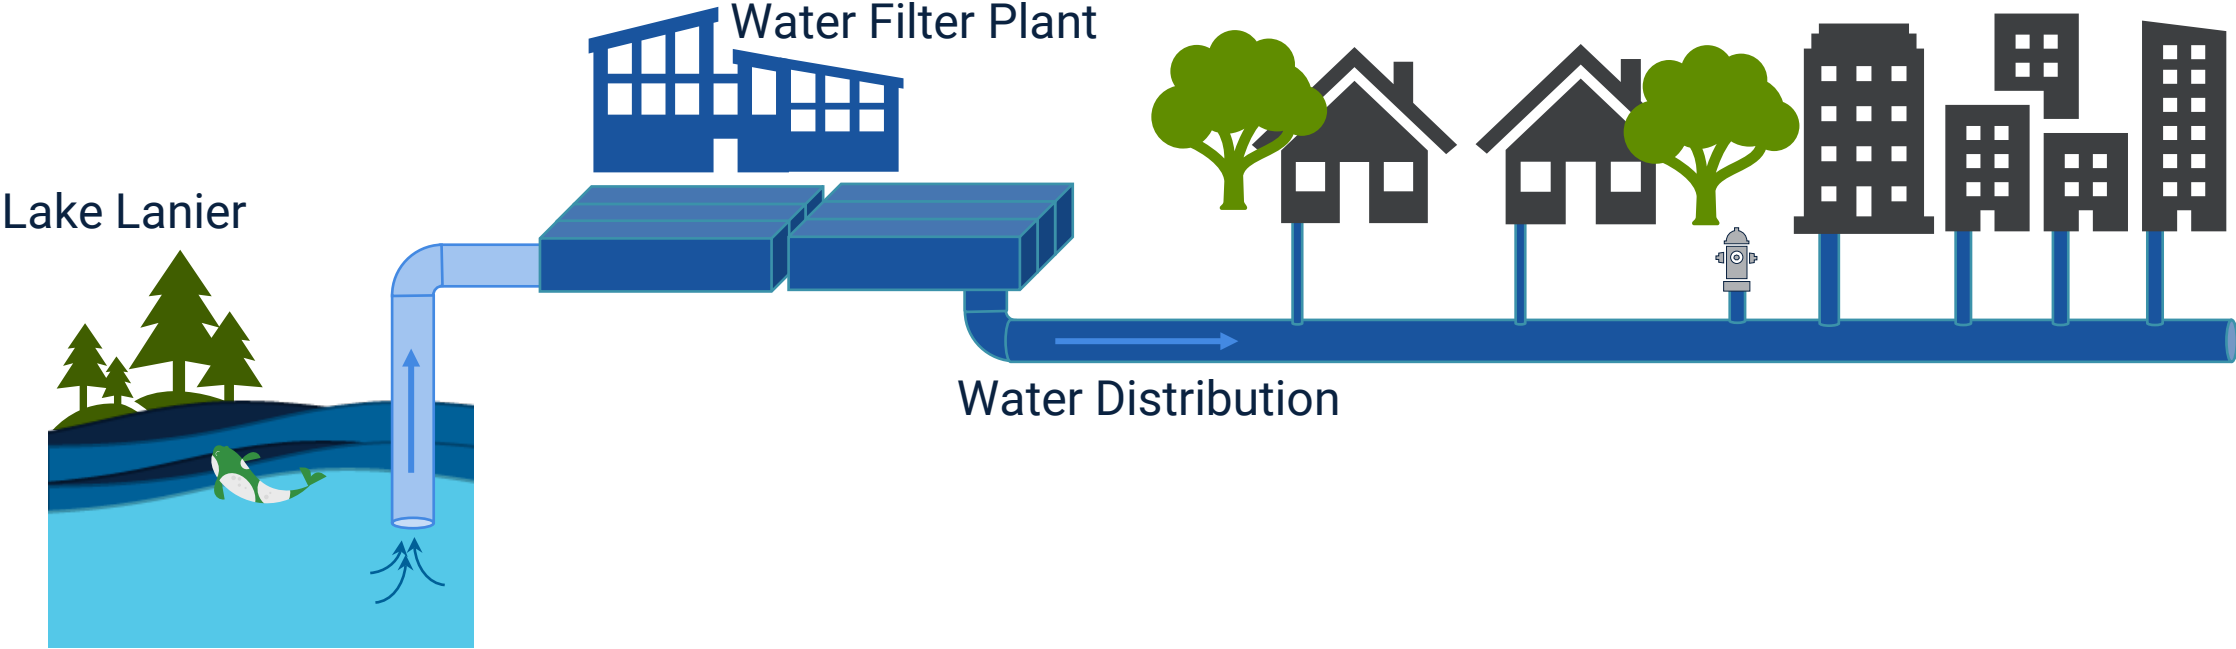 Water Filter Plant
Lake Lanier
Water Distribution